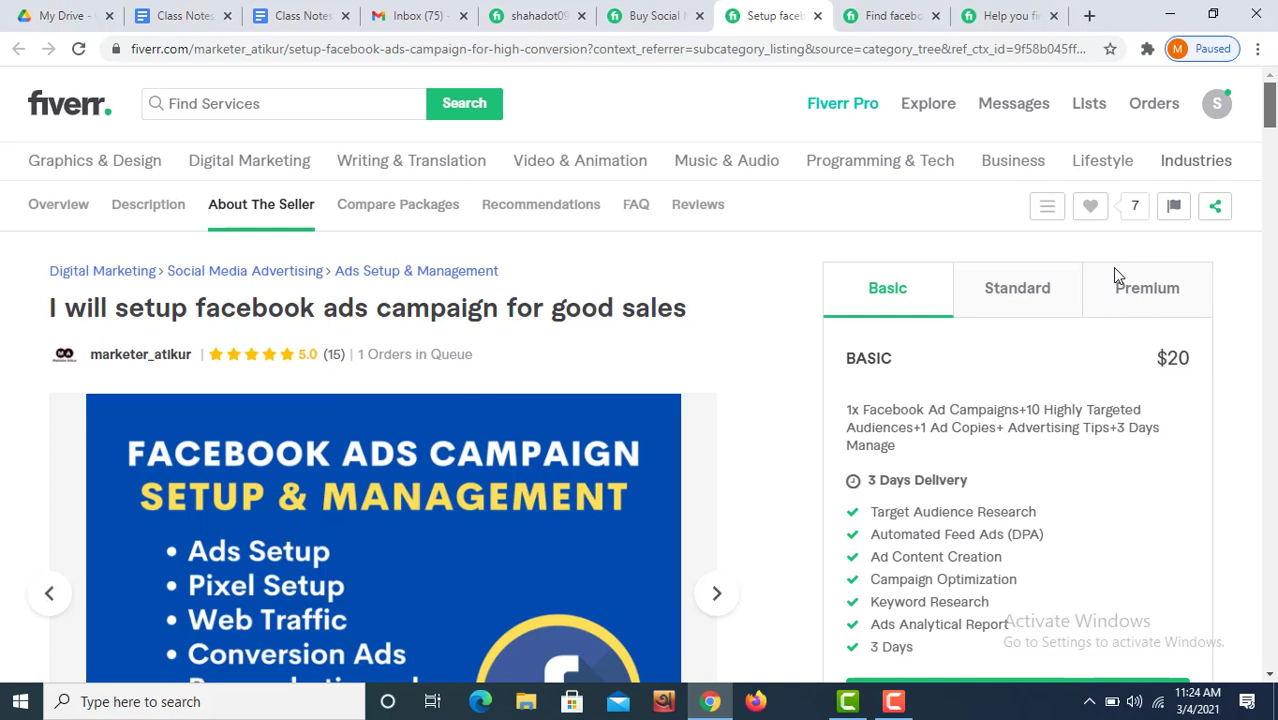 My Drive -
Class Notes
Class Notes
Inbox (75) -
shahadot09
Buy Social M
Setup faceb
Find facebo
Help you fi
fiverr.com/marketer_atikur/setup-facebook-ads-campaign-for-high-conversion?context_referrer=subcategory_listing&source=category_tree&ref_ctx_id=9f58b045ff...
M Paused
fiverr.
Find Services
Search
Fiverr Pro
Explore
Messages
Lists
Orders
S
Graphics & Design
Digital Marketing
Writing & Translation
Video & Animation
Music & Audio
Programming & Tech
Business
Lifestyle
Industries
Overview
Description
About The Seller
Compare Packages
Recommendations
FAQ
Reviews
7
Digital Marketing › Social Media Advertising › Ads Setup & Management
I will setup facebook ads campaign for good sales
marketer_atikur | 5.0 (15) | 1 Orders in Queue
FACEBOOK ADS CAMPAIGN
SETUP & MANAGEMENT
• Ads Setup
• Pixel Setup
• Web Traffic
• Conversion Ads
Basic
Standard
Premium
BASIC
$20
1x Facebook Ad Campaigns+10 Highly Targeted
Audiences+1 Ad Copies+ Advertising Tips+3 Days
Manage
3 Days Delivery
Target Audience Research
Automated Feed Ads (DPA)
Ad Content Creation
Campaign Optimization
Keyword Research
Ads Analytical Report
3 Days
Activate Windows
Go to Settings to activate Windows.
Type here to search
11:24 AM
3/4/2021